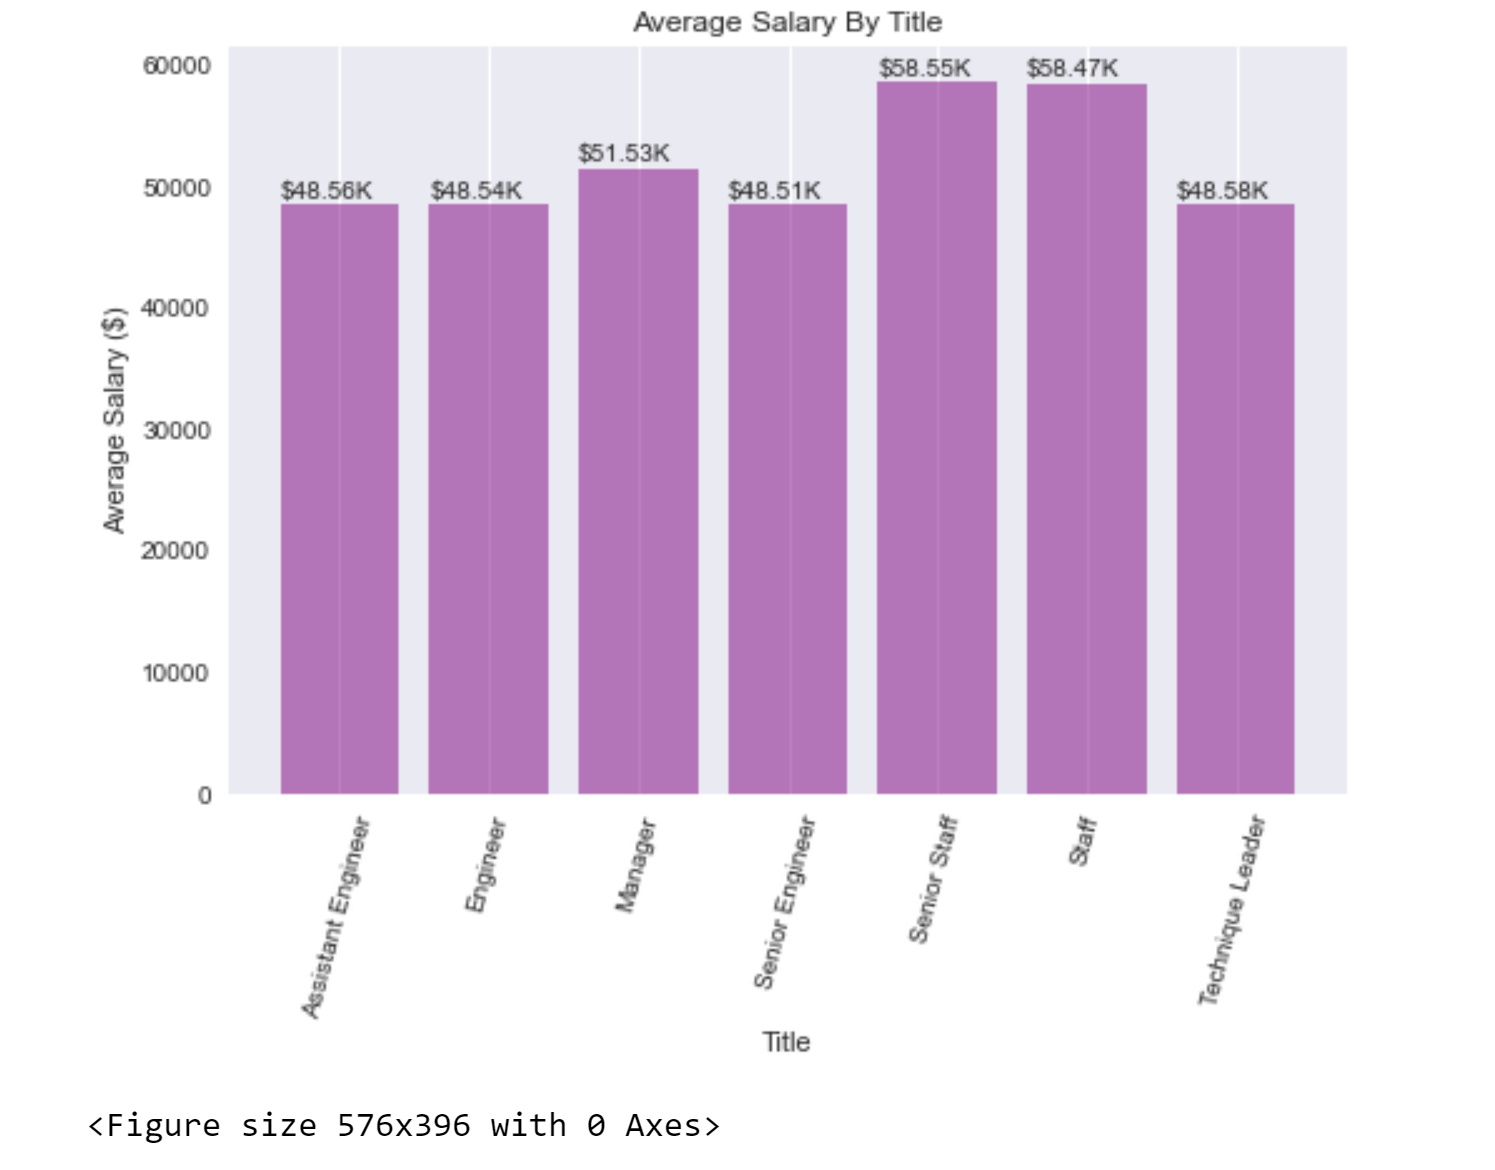 Average Salary By Title
60000
50000
40000
30000
20000
10000
0
Average Salary ($)
$48.56K
$48.54K
$51.53K
$48.51K
$58.55K
$58.47K
$48.58K
Assistant Engineer
Engineer
Manager
Senior Engineer
Senior Staff
Staff
Technique Leader
Title
<Figure size 576x396 with 0 Axes>